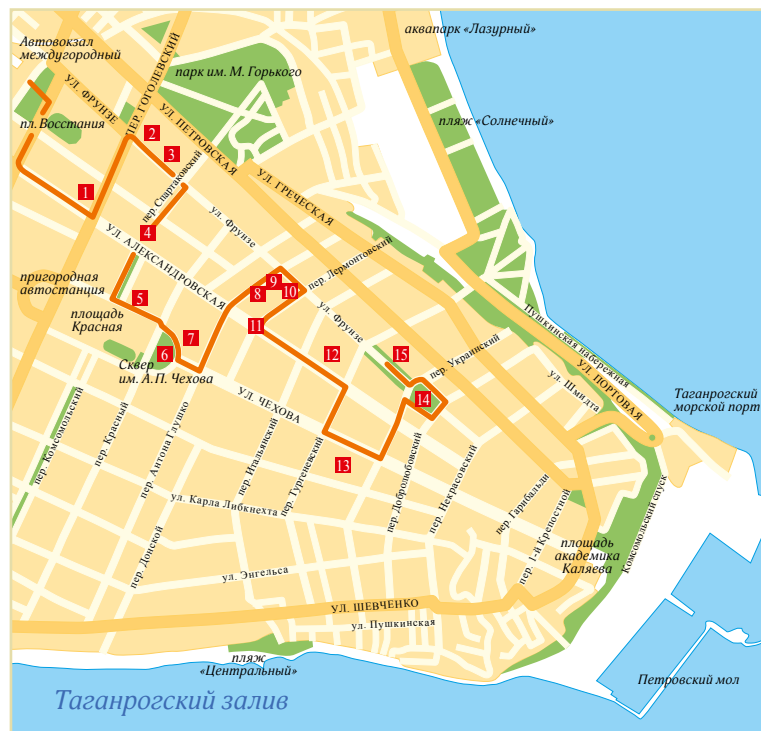 аквапарк «Лазурный»
Автовокзал
междугородный
УЛ. ФРУНЗЕ
ПЕР. ГОГОЛЕВСКИЙ
парк им. М. Горького
УЛ. ПЕТРОВСКАЯ
пляж «Солнечный»
пл. Восстания
2
3
УЛ. ГРЕЧЕСКАЯ
1
пер. Спартаковский
ул. Фрунзе
4
УЛ. АЛЕКСАНДРОВСКАЯ
пер. Лермонтовский
пригородная
автостанция
5
8
9
10
площадь
Красная
7
11
ул. Фрунзе
Пушкинская набережная
6
12
15
пер. Украинский
УЛ. ПОРТОВАЯ
ул. Шмидта
Сквер
им. А.П. Чехова
14
Таганрогский
морской порт
УЛ. ЧЕХОВА
пер. Комсомольский
пер. Красный
пер. Антона Глушко
пер. Итальянский
пер. Тургеневский
13
пер. Добролюбовский
пер. Некрасовский
пер. Гарибальди
пер. 1-й Крепостной
Комсомольский спуск
ул. Карла Либкнехта
пер. Донской
площадь
академика
Каляева
ул. Энгельса
УЛ. ШЕВЧЕНКО
ул. Пушкинская
пляж
«Центральный»
Петровский мол
Таганрогский залив